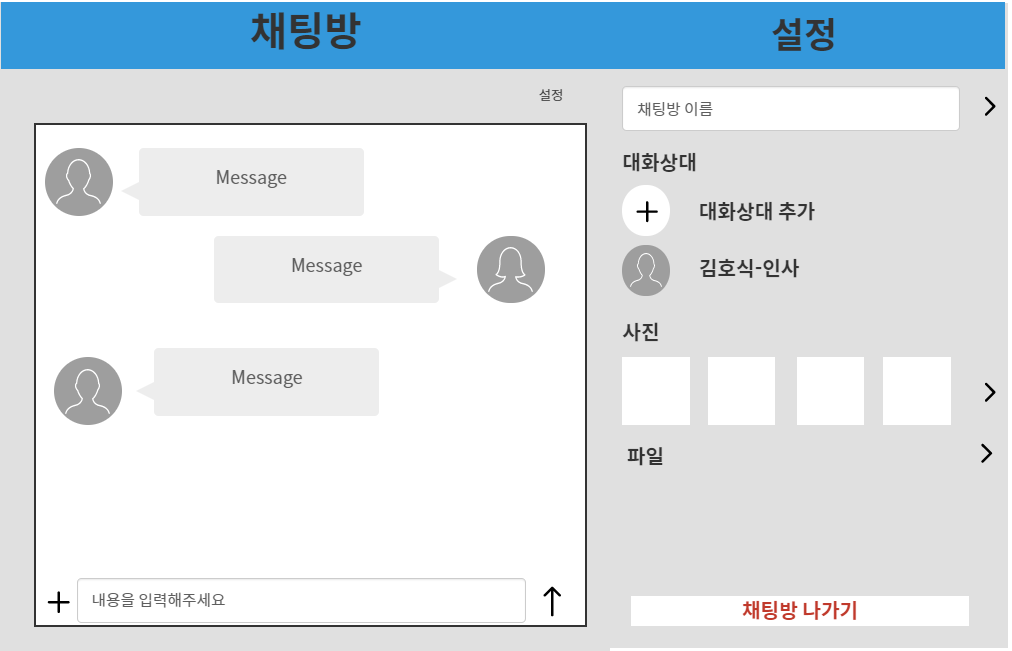 채팅방
설정
Message
Message
Message
내용을 입력해주세요
설정
채팅방 이름
대화상대
대화상대 추가
김호식-인사
사진
파일
채팅방 나가기